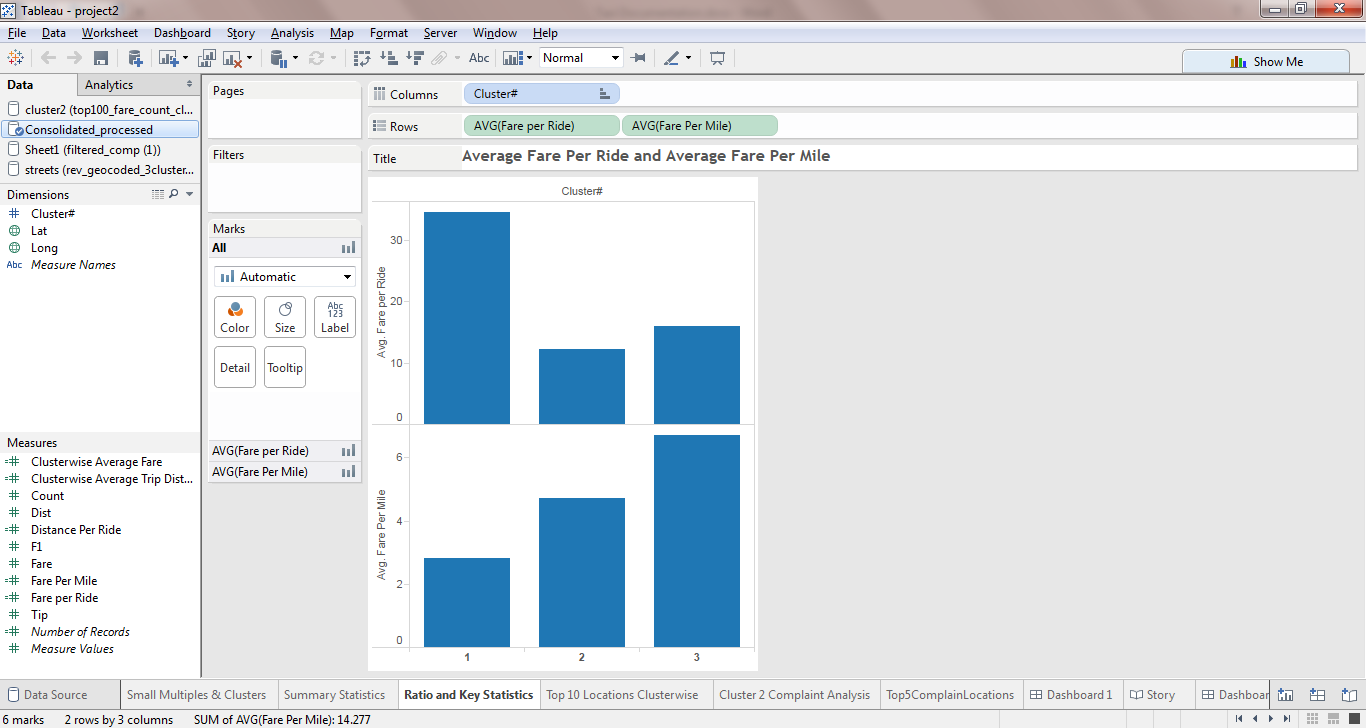 Tableau - project2
File Data Worksheet Dashboard Story Analysis Map Format Server Window Help
Abc Normal Show Me
Data Analytics
cluster2 (top100_fare_count_cl...
Consolidated_processed
Sheet1 (filtered_comp (1))
streets (rev_geocoded_3cluster...
Dimensions
Cluster#
Lat
Long
Abc Measure Names
Measures
Clusterwise Average Fare
Clusterwise Average Trip Dist...
Count
Dist
Distance Per Ride
F1
Fare
Fare Per Mile
Fare per Ride
Tip
Number of Records
Measure Values
Pages
Filters
Marks
All
Automatic
Color Size Abc 123 Label
Detail Tooltip
AVG(Fare per Ride)
AVG(Fare Per Mile)
Columns Cluster#
Rows AVG(Fare per Ride) AVG(Fare Per Mile)
Title Average Fare Per Ride and Average Fare Per Mile
Cluster#
Avg. Fare per Ride
30
20
10
0
Avg. Fare Per Mile
6
4
2
0
1 2 3
Data Source Small Multiples & Clusters Summary Statistics Ratio and Key Statistics Top 10 Locations Clusterwise Cluster 2 Complaint Analysis Top5ComplainLocations Dashboard 1 Story Dashboar
6 marks 2 rows by 3 columns SUM of AVG(Fare Per Mile): 14.277